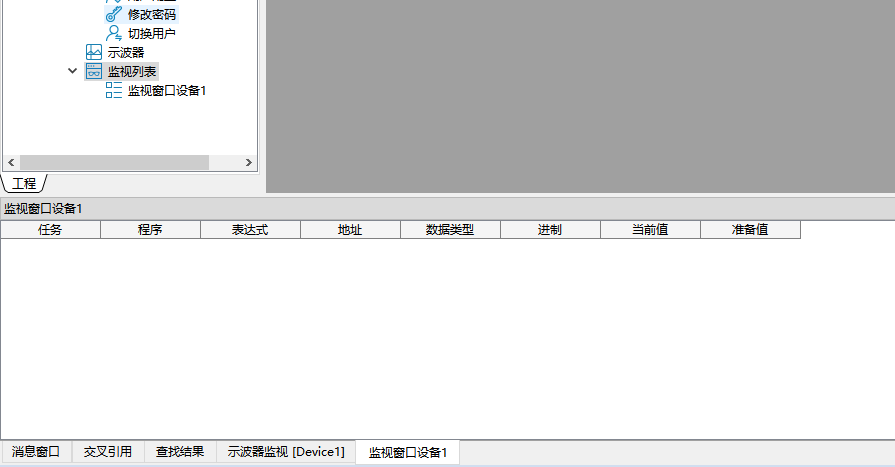 修改密码
切换用户
示波器
监视列表
监视窗口设备1
工程
监视窗口设备1
任务 程序 表达式 地址 数据类型 进制 当前值 准备值
消息窗口 交叉引用 查找结果 示波器监视 [Device1] 监视窗口设备1